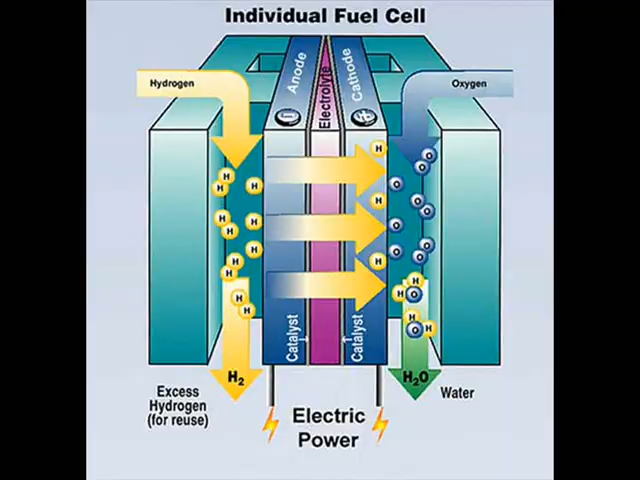 Individual Fuel Cell
Hydrogen
Anode
Electrolyte
Cathode
Oxygen
H
H
H
H
H
H
H
H
H
H
H
H
H
H
O
O
O
O
O
O
O
O
O
H
H
O
H
O
H
Catalyst
Catalyst
H₂
H₂O
Excess
Hydrogen
(for reuse)
Water
Electric
Power